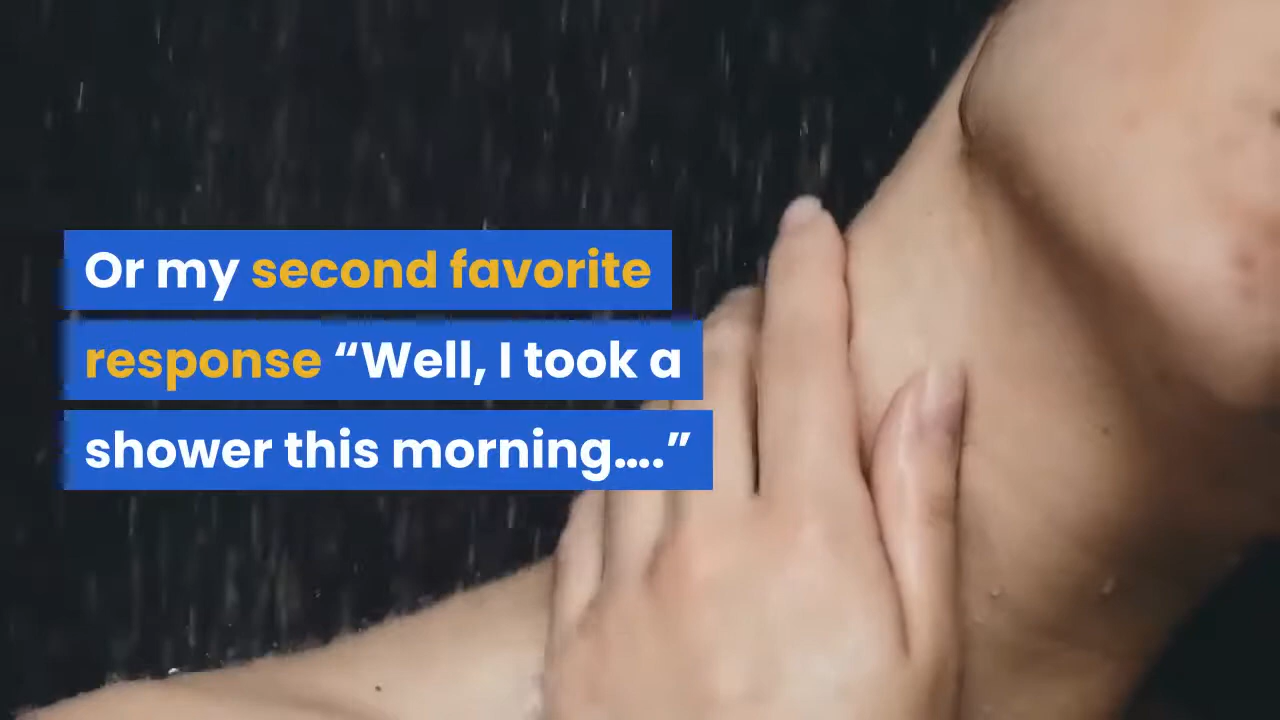 Or my second favorite
response “Well, I took a
shower this morning....”